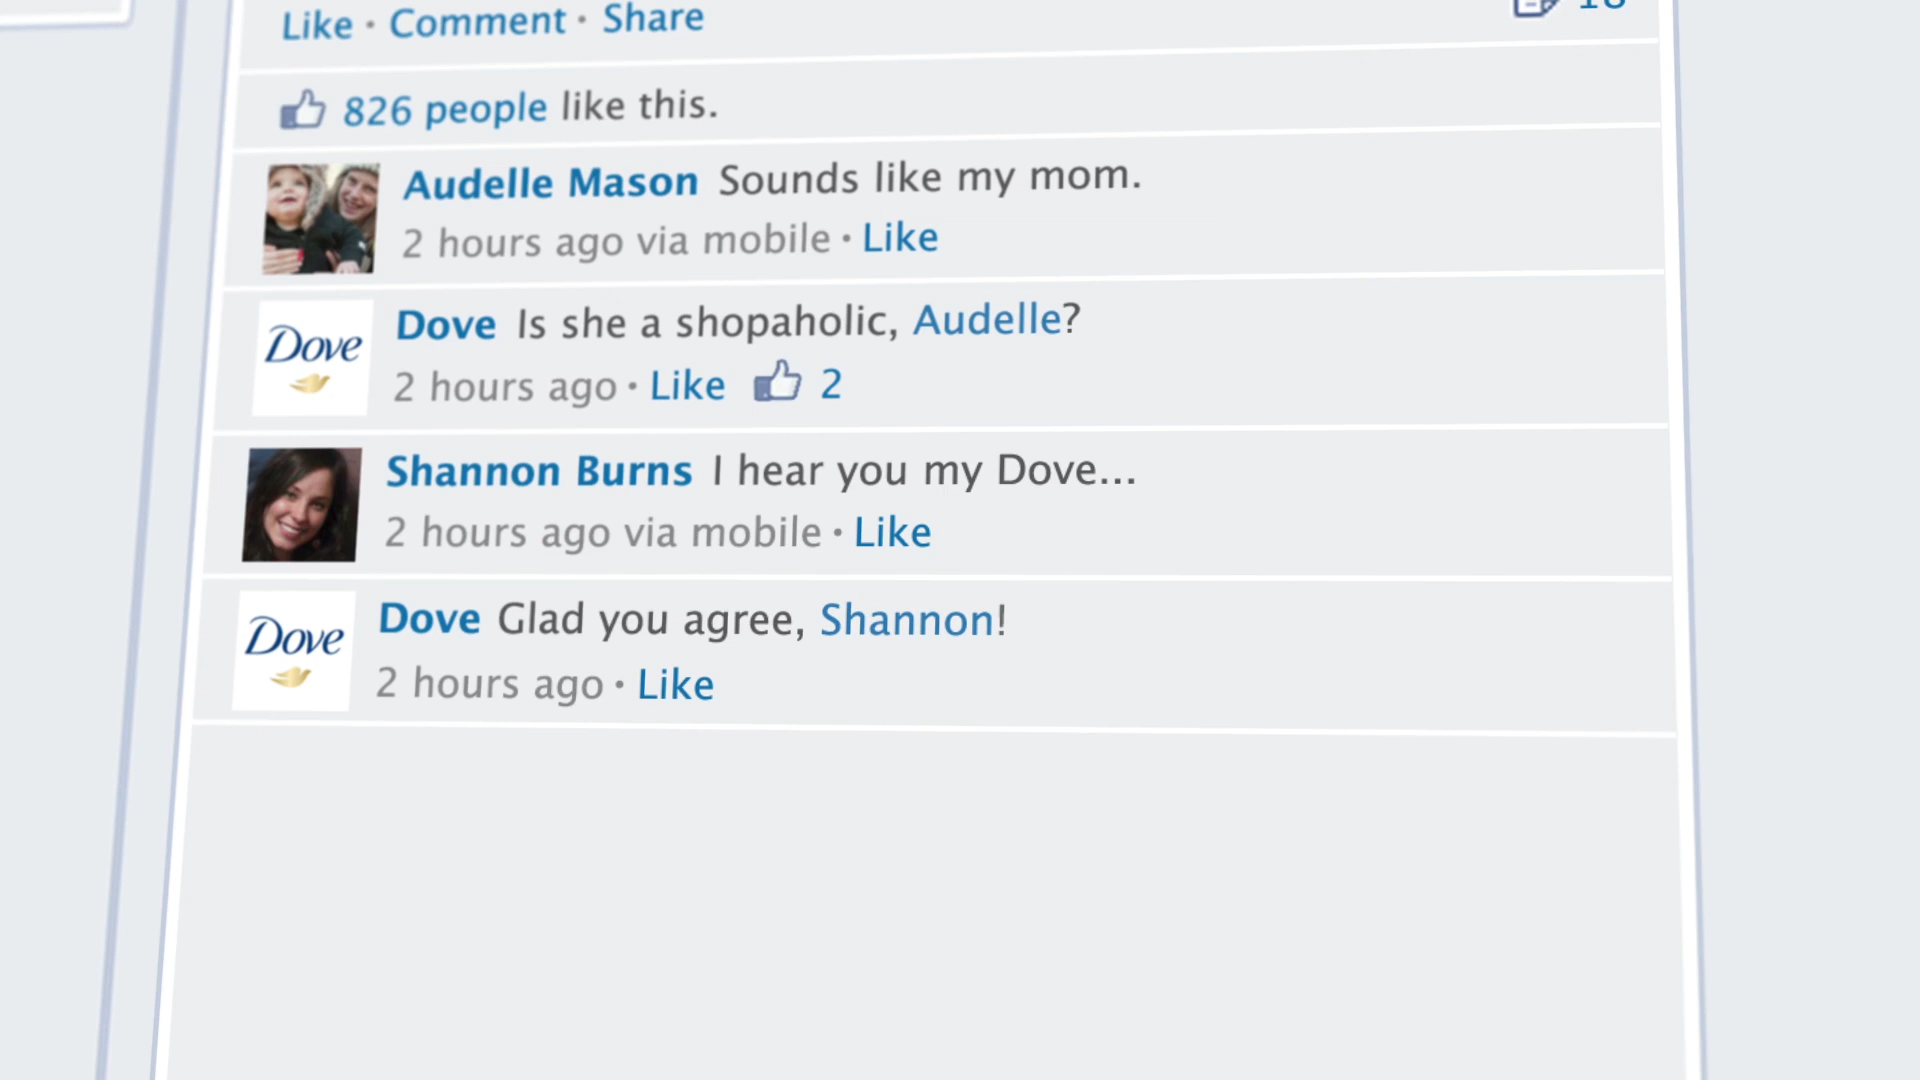 Like · Comment · Share
826 people like this.
Audelle Mason Sounds like my mom.
2 hours ago via mobile · Like
Dove
Dove Is she a shopaholic, Audelle?
2 hours ago · Like 2
Shannon Burns I hear you my Dove...
2 hours ago via mobile · Like
Dove
Dove Glad you agree, Shannon!
2 hours ago · Like